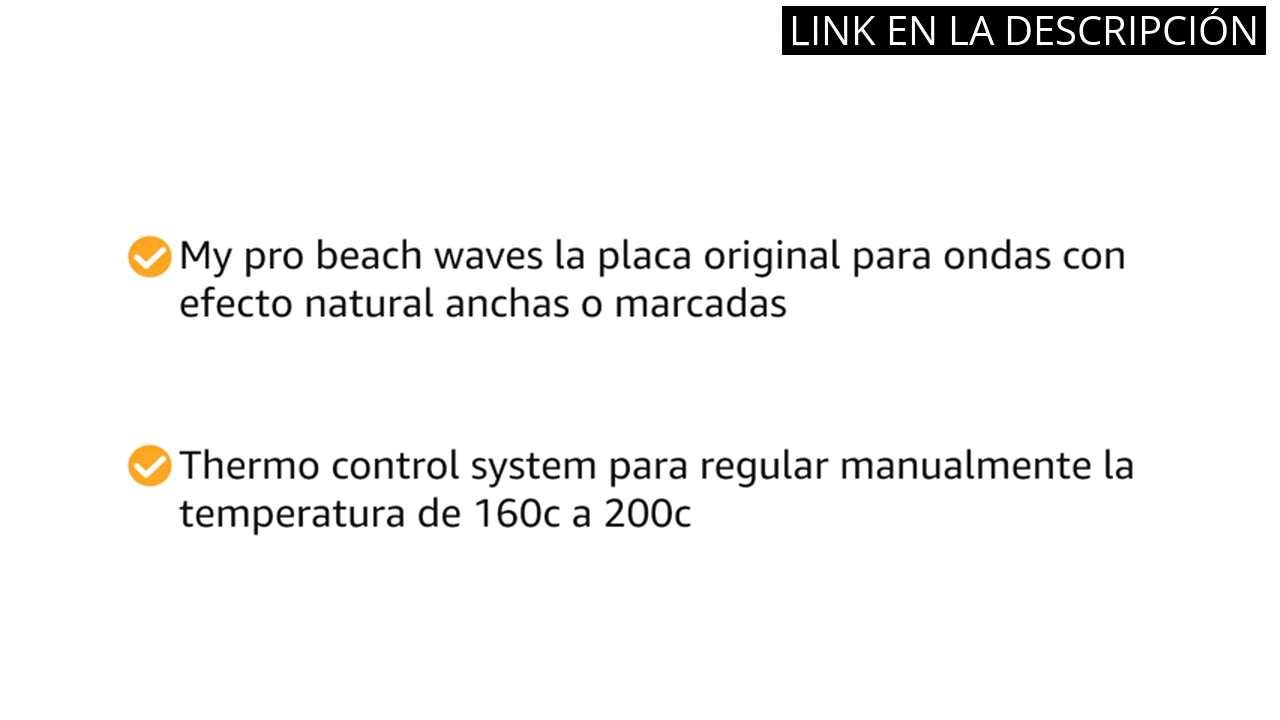 LINK EN LA DESCRIPCIÓN
My pro beach waves la placa original para ondas con
efecto natural anchas o marcadas
Thermo control system para regular manualmente la
temperatura de 160c a 200c